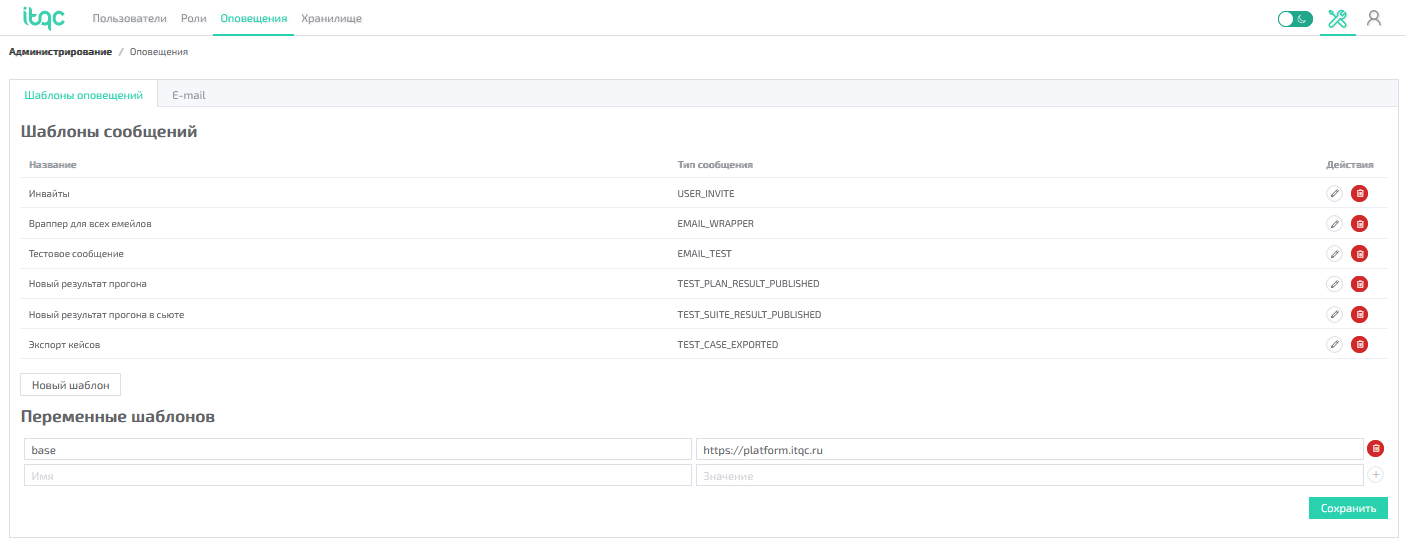 itqc Пользователи Роли Оповещения Хранилище
Администрирование / Оповещения
Шаблоны оповещений E-mail
Шаблоны сообщений
Название Тип сообщения Действия
Инвайты USER_INVITE
Враппер для всех емейлов EMAIL_WRAPPER
Тестовое сообщение EMAIL_TEST
Новый результат прогона TEST_PLAN_RESULT_PUBLISHED
Новый результат прогона в сьюте TEST_SUITE_RESULT_PUBLISHED
Экспорт кейсов TEST_CASE_EXPORTED
Новый шаблон
Переменные шаблонов
base https://platform.itqc.ru
Имя Значение
Сохранить